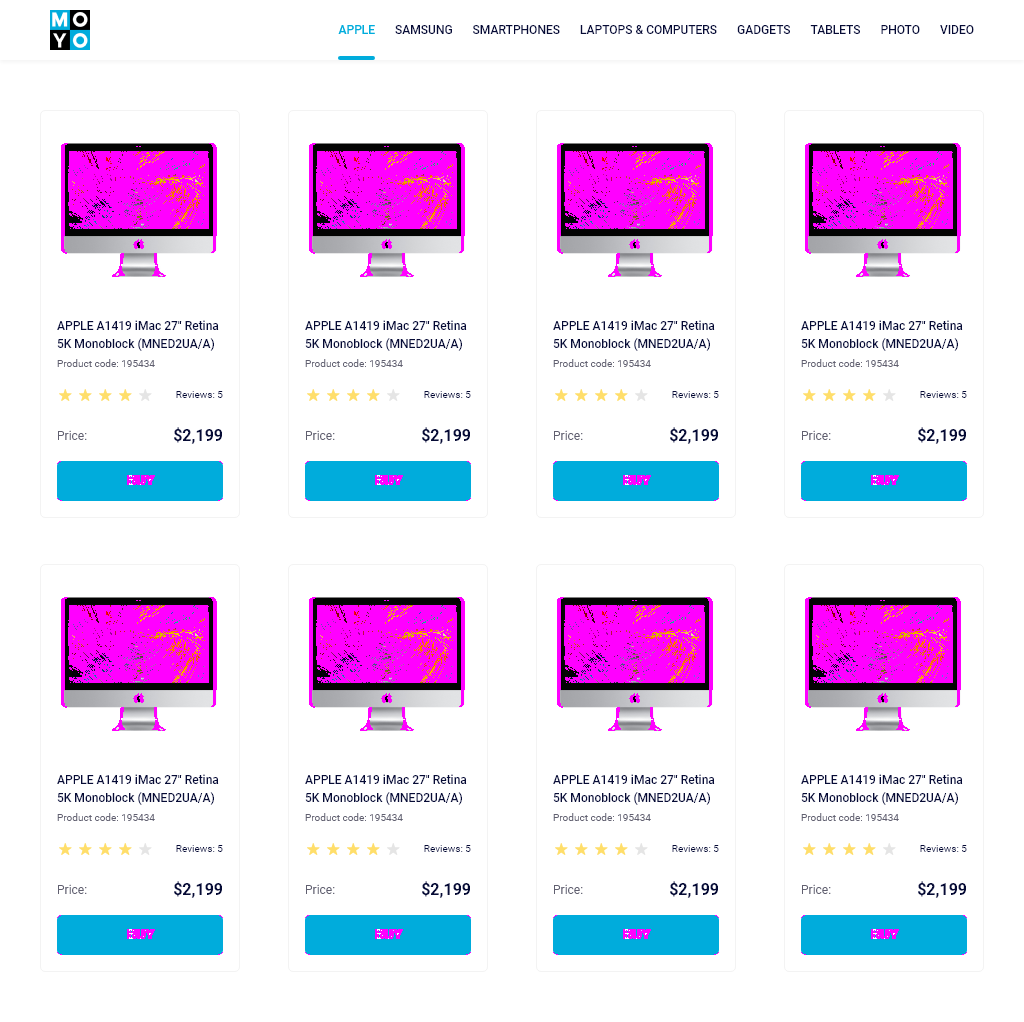 MO
YO
APPLE SAMSUNG SMARTPHONES LAPTOPS & COMPUTERS GADGETS TABLETS PHOTO VIDEO
APPLE A1419 iMac 27" Retina
5K Monoblock (MNED2UA/A)
Product code: 195434
Reviews: 5
Price: $2,199
BUY
APPLE A1419 iMac 27" Retina
5K Monoblock (MNED2UA/A)
Product code: 195434
Reviews: 5
Price: $2,199
BUY
APPLE A1419 iMac 27" Retina
5K Monoblock (MNED2UA/A)
Product code: 195434
Reviews: 5
Price: $2,199
BUY
APPLE A1419 iMac 27" Retina
5K Monoblock (MNED2UA/A)
Product code: 195434
Reviews: 5
Price: $2,199
BUY
APPLE A1419 iMac 27" Retina
5K Monoblock (MNED2UA/A)
Product code: 195434
Reviews: 5
Price: $2,199
BUY
APPLE A1419 iMac 27" Retina
5K Monoblock (MNED2UA/A)
Product code: 195434
Reviews: 5
Price: $2,199
BUY
APPLE A1419 iMac 27" Retina
5K Monoblock (MNED2UA/A)
Product code: 195434
Reviews: 5
Price: $2,199
BUY
APPLE A1419 iMac 27" Retina
5K Monoblock (MNED2UA/A)
Product code: 195434
Reviews: 5
Price: $2,199
BUY